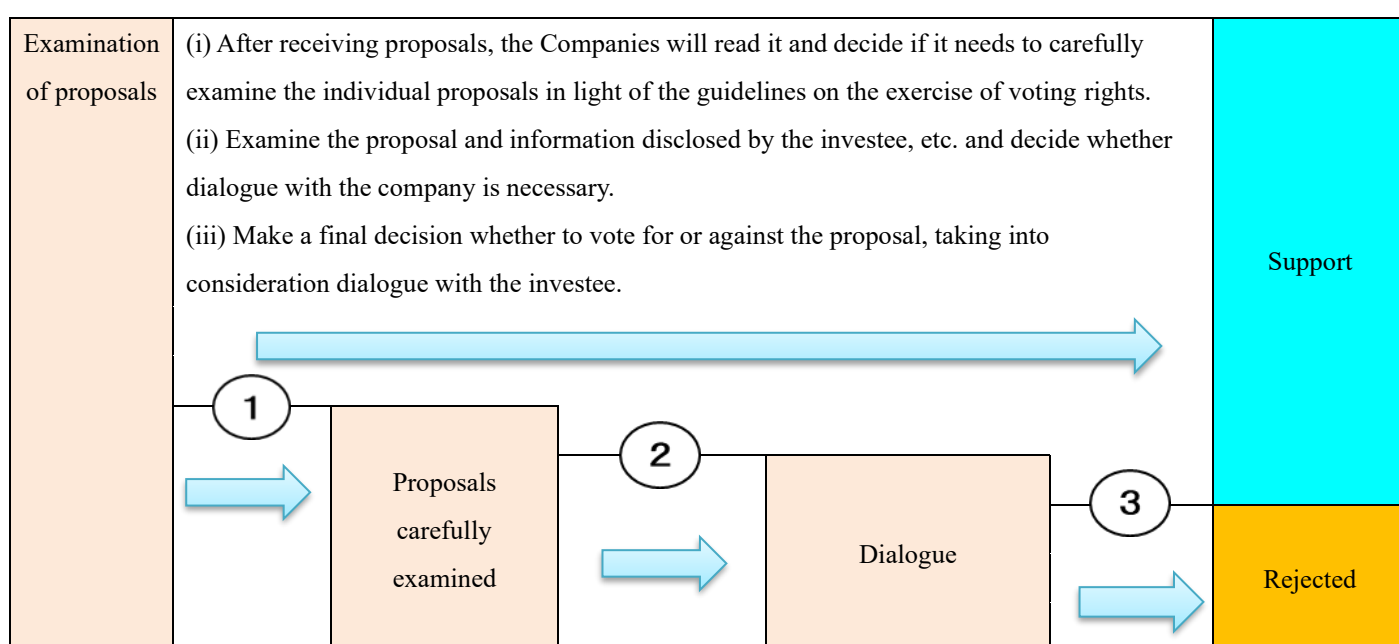 Examination
of proposals
(i) After receiving proposals, the Companies will read it and decide if it needs to carefully
examine the individual proposals in light of the guidelines on the exercise of voting rights.
(ii) Examine the proposal and information disclosed by the investee, etc. and decide whether
dialogue with the company is necessary.
(iii) Make a final decision whether to vote for or against the proposal, taking into
consideration dialogue with the investee.
Support
1
Proposals
carefully
examined
2
Dialogue
3
Rejected